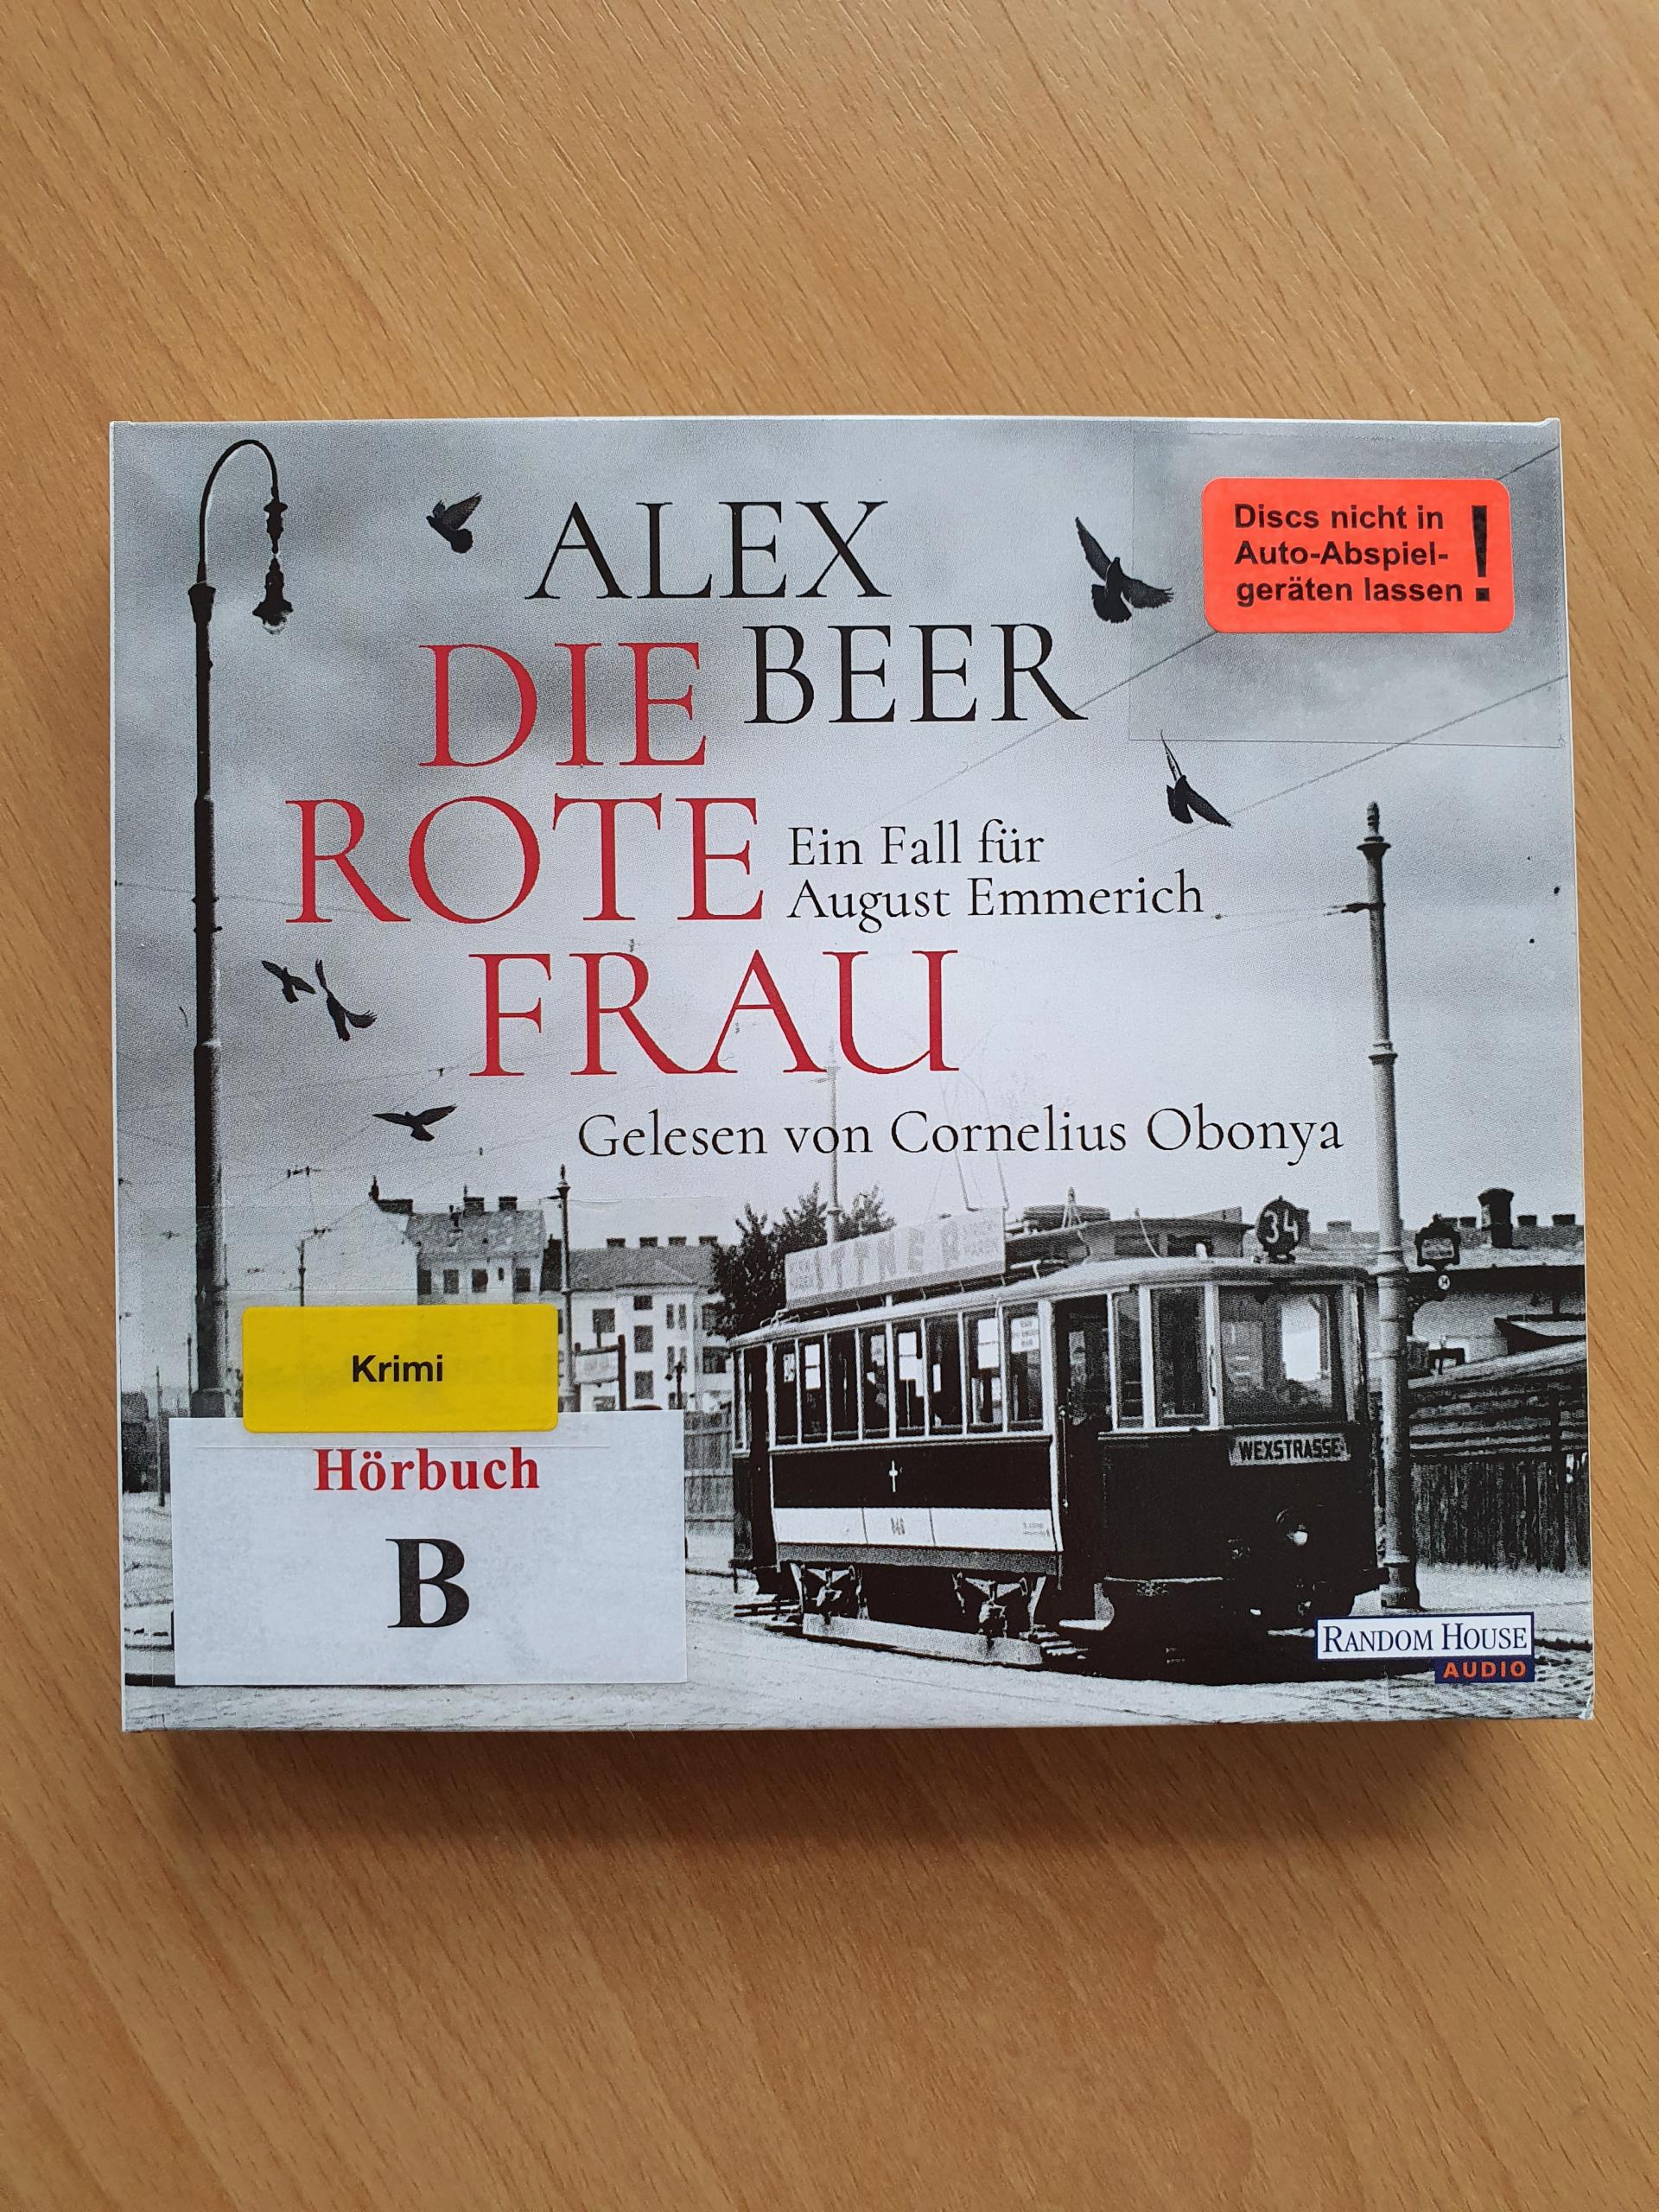 ALEX
BEER
DIE
ROTE
FRAU
Ein Fall für
August Emmerich
Gelesen von Cornelius Obonya
Discs nicht in
Auto-Abspiel-
geräten lassen !
34
WEXSTRASSE
Krimi
Hörbuch
B
RANDOM HOUSE
AUDIO